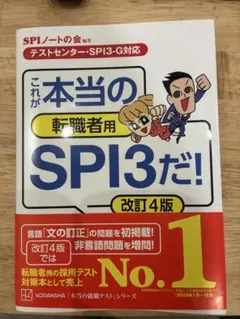 SPIノートの会 編著
テストセンター・SPI3-G対応
これが
本当の
転職者用
SPI3だ!
改訂4版
言語「文の訂正」の問題を初掲載!
改訂4版では
非言語問題を増問!
転職者用の採用テスト
対策本として売上
No.1
KODANSHA「本当の就職テスト」シリーズ